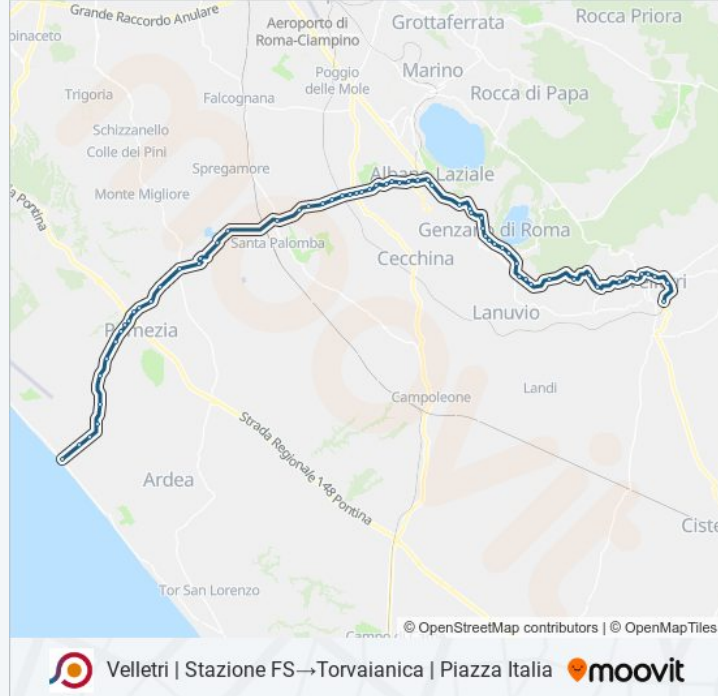 Grande Raccordo Anulare
Aeroporto di
Roma-Ciampino
Grottaferrata
Rocca Priora
Poggio
delle Mole
Marino
Trigoria
Falcognana
Rocca di Papa
Schizzanello
Colle dei Pini
Spregamore
Albano Laziale
Monte Migliore
Santa Palomba
Genzano di Roma
Cecchina
Velletri
Lanuvio
Pomezia
Landi
Campoleone
Strada Regionale 148 Pontina
Ardea
Tor San Lorenzo
moovit
© OpenStreetMap contributors | © OpenMapTiles
Velletri | Stazione FS→Torvaianica | Piazza Italia
moovit